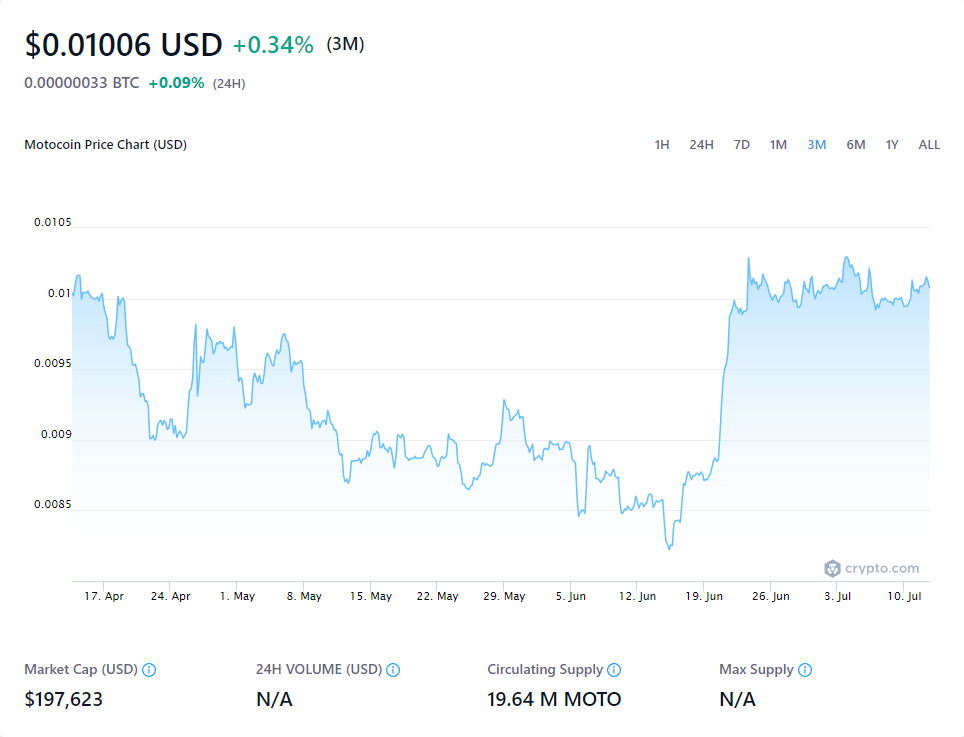 $0.01006 USD +0.34% (3M)
0.00000033 BTC +0.09% (24H)
Motocoin Price Chart (USD) 1H 24H 7D 1M 3M 6M 1Y ALL
0.0105
0.01
0.0095
0.009
0.0085
crypto.com
17. Apr 24. Apr 1. May 8. May 15. May 22. May 29. May 5. Jun 12. Jun 19. Jun 26. Jun 3. Jul 10. Jul
Market Cap (USD) 24H VOLUME (USD) Circulating Supply Max Supply
$197,623 N/A 19.64 M MOTO N/A